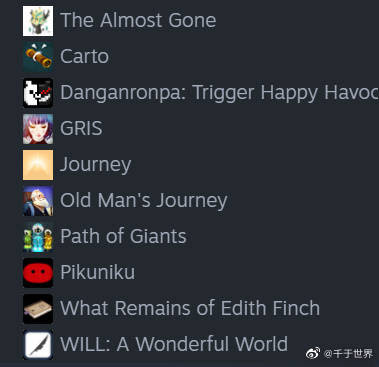 The Almost Gone
Carto
Danganronpa: Trigger Happy Havoc
GRIS
Journey
Old Man's Journey
Path of Giants
Pikuniku
What Remains of Edith Finch
WILL: A Wonderful World
@千于世界